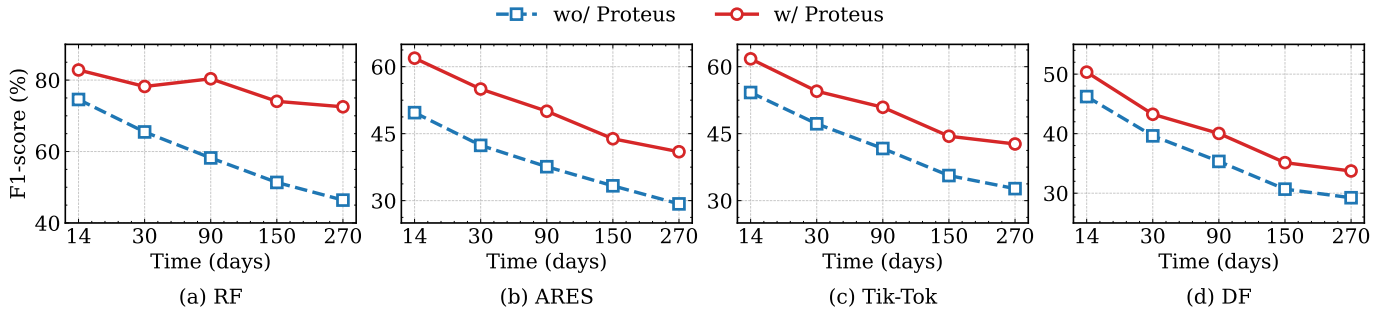 wo/ Proteus w/ Proteus
F1-score (%)
80
60
40
14 30 90 150 270
Time (days)
(a) RF
60
45
30
14 30 90 150 270
Time (days)
(b) ARES
60
45
30
14 30 90 150 270
Time (days)
(c) Tik-Tok
50
40
30
14 30 90 150 270
Time (days)
(d) DF